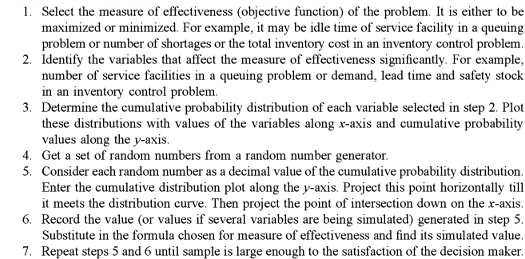 1. Select the measure of effectiveness (objective function) of the problem. It is either to be
maximized or minimized. For example, it may be idle time of service facility in a queuing
problem or number of shortages or the total inventory cost in an inventory control problem.
2. Identify the variables that affect the measure of effectiveness significantly. For example,
number of service facilities in a queuing problem or demand, lead time and safety stock
in an inventory control problem.
3. Determine the cumulative probability distribution of each variable selected in step 2. Plot
these distributions with values of the variables along x-axis and cumulative probability
values along the y-axis.
4. Get a set of random numbers from a random number generator.
5. Consider each random number as a decimal value of the cumulative probability distribution.
Enter the cumulative distribution plot along the y-axis. Project this point horizontally till
it meets the distribution curve. Then project the point of intersection down on the x-axis.
6. Record the value (or values if several variables are being simulated) generated in step 5.
Substitute in the formula chosen for measure of effectiveness and find its simulated value.
7. Repeat steps 5 and 6 until sample is large enough to the satisfaction of the decision maker.